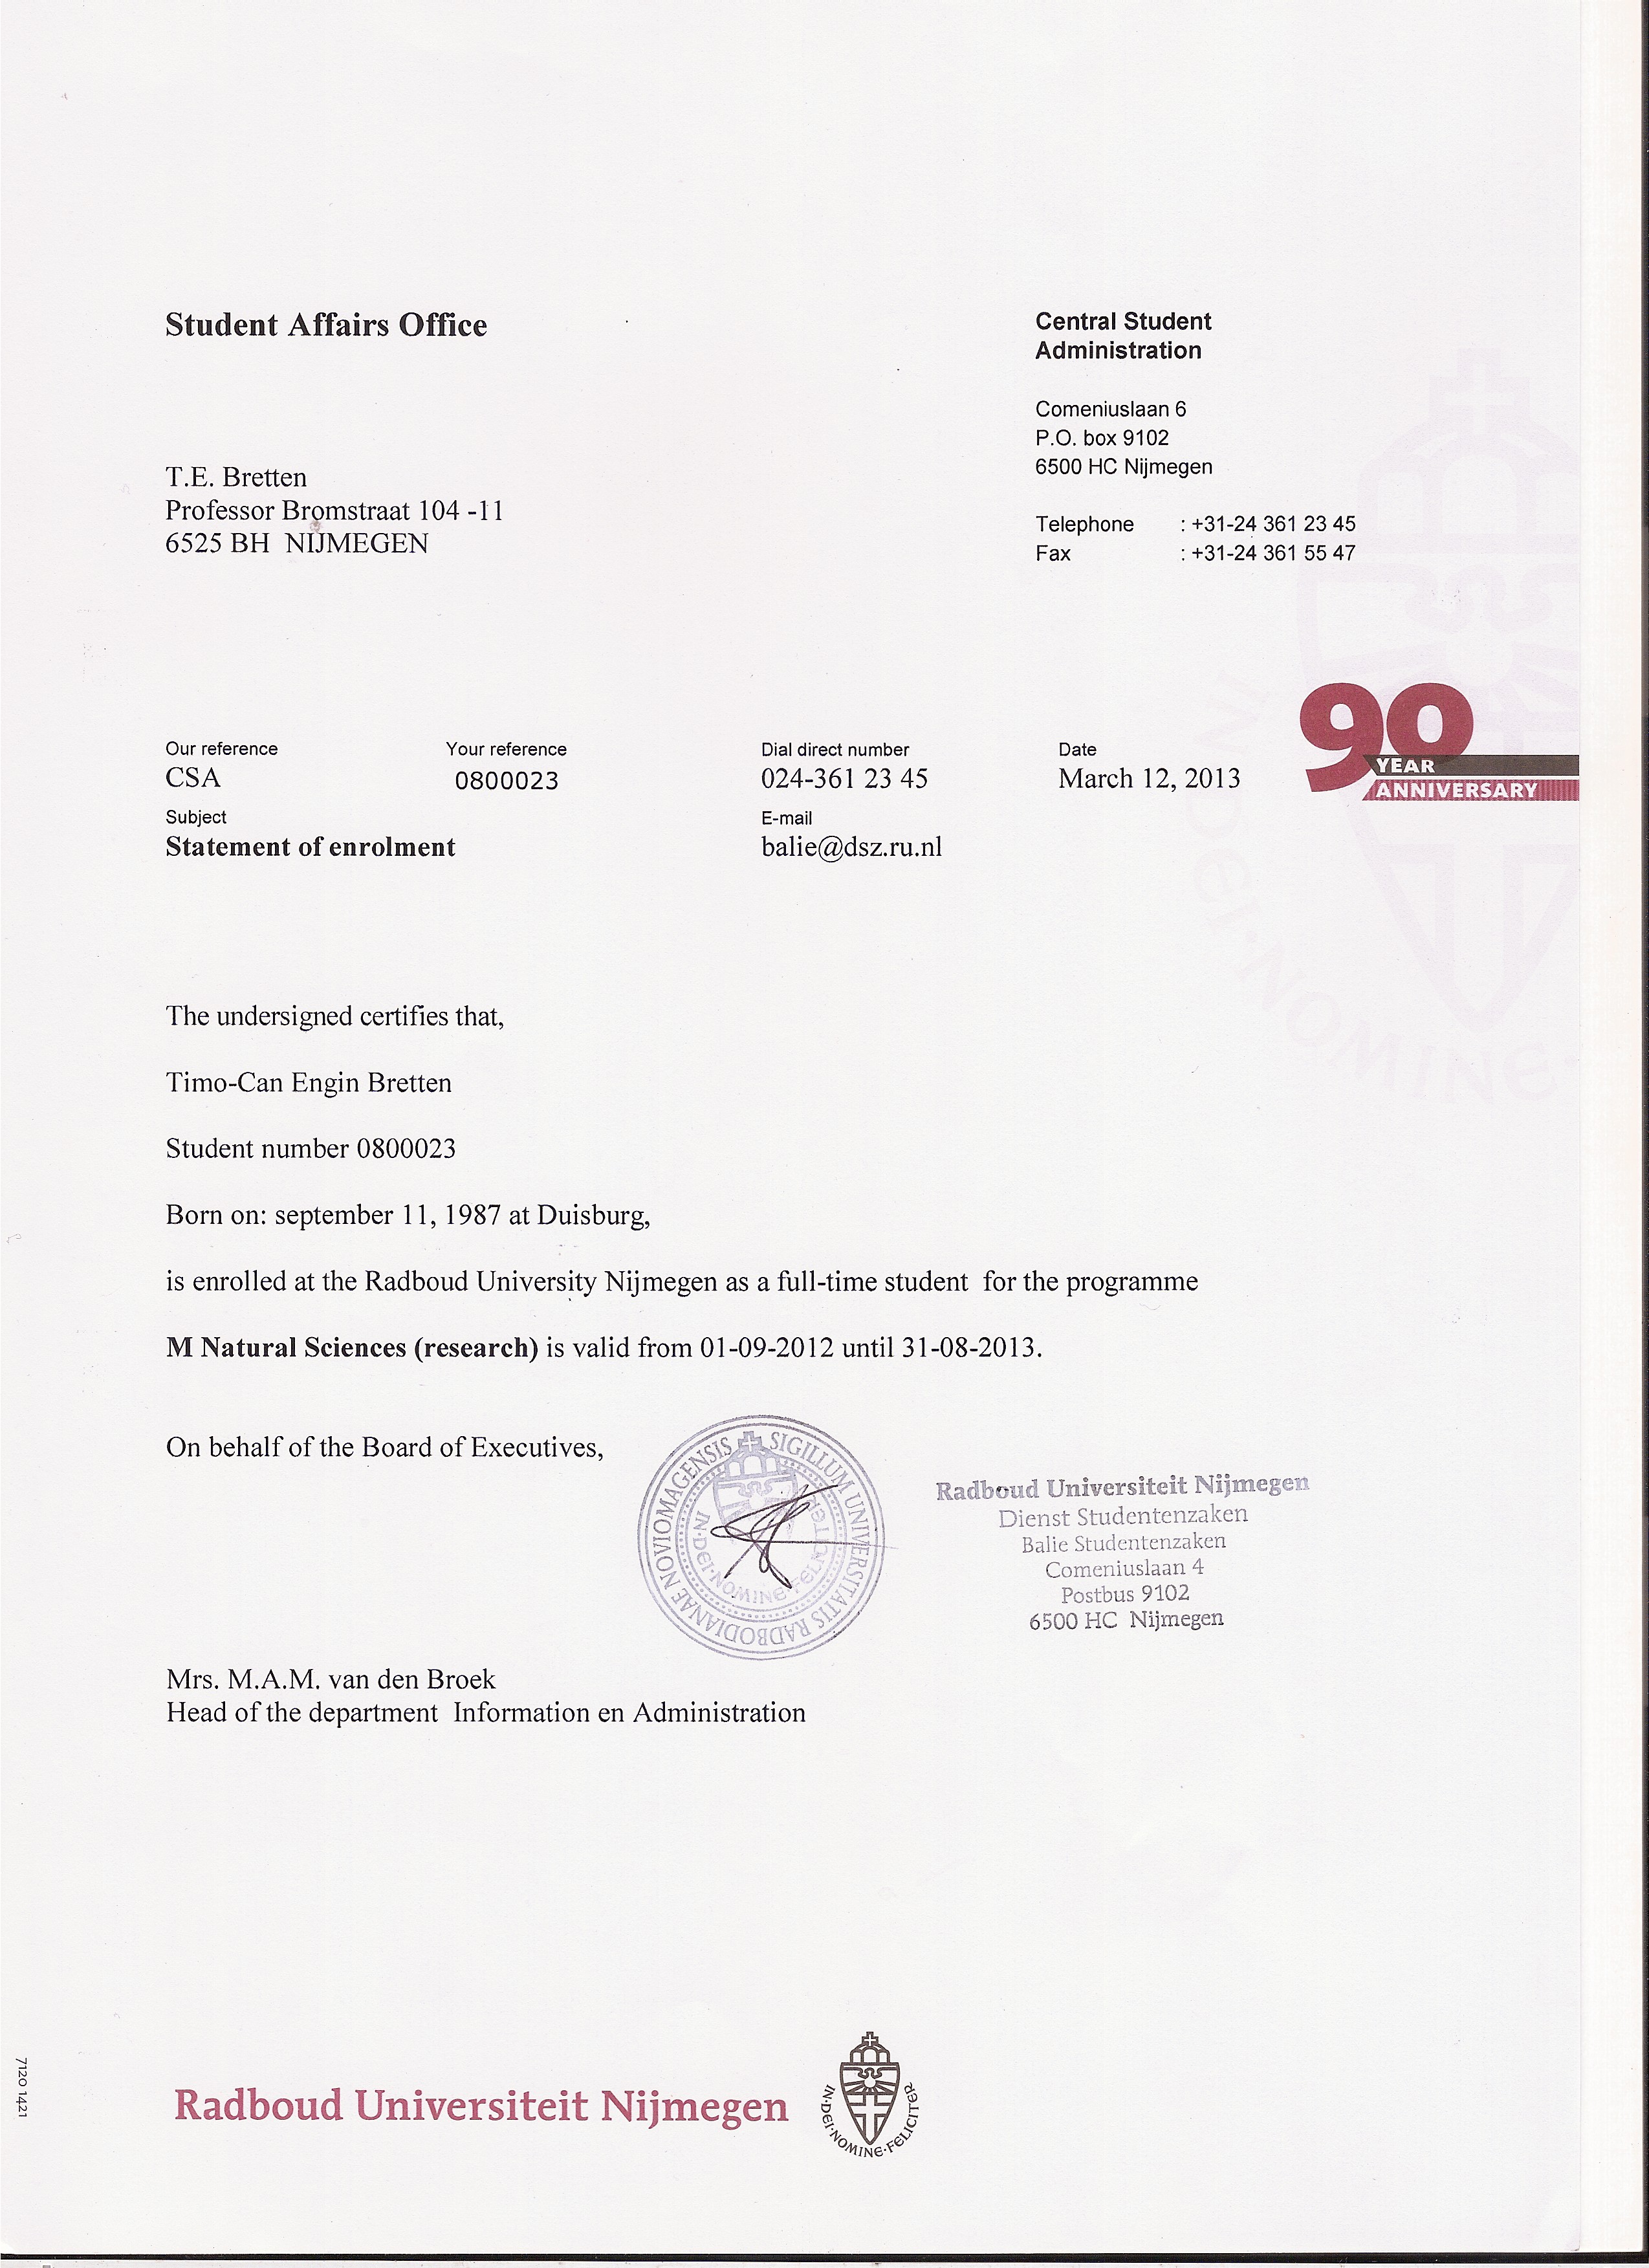 Student Affairs Office
Central Student
Administration
Comeniuslaan 6
P.O. box 9102
6500 HC Nijmegen
T.E. Bretten
Professor Bromstraat 104 -11
6525 BH  NIJMEGEN
Telephone : +31-24 361 23 45
Fax : +31-24 361 55 47
90
YEAR
ANNIVERSARY
Our reference Your reference Dial direct number Date
CSA 0800023 024-361 23 45 March 12, 2013
Subject E-mail
Statement of enrolment balie@dsz.ru.nl
The undersigned certifies that,
Timo-Can Engin Bretten
Student number 0800023
Born on: september 11, 1987 at Duisburg,
is enrolled at the Radboud University Nijmegen as a full-time student  for the programme
M Natural Sciences (research) is valid from 01-09-2012 until 31-08-2013.
On behalf of the Board of Executives,
SIGILLUM UNIVERSITATIS RADBODIANAE NOVIOMAGENSIS
IN·DEI·NOMINE·FELICITER
Radboud Universiteit Nijmegen
Dienst Studentenzaken
Balie Studentenzaken
Comeniuslaan 4
Postbus 9102
6500 HC  Nijmegen
Mrs. M.A.M. van den Broek
Head of the department  Information en Administration
7120 1421
Radboud Universiteit Nijmegen
IN·DEI·NOMINE·FELICITER